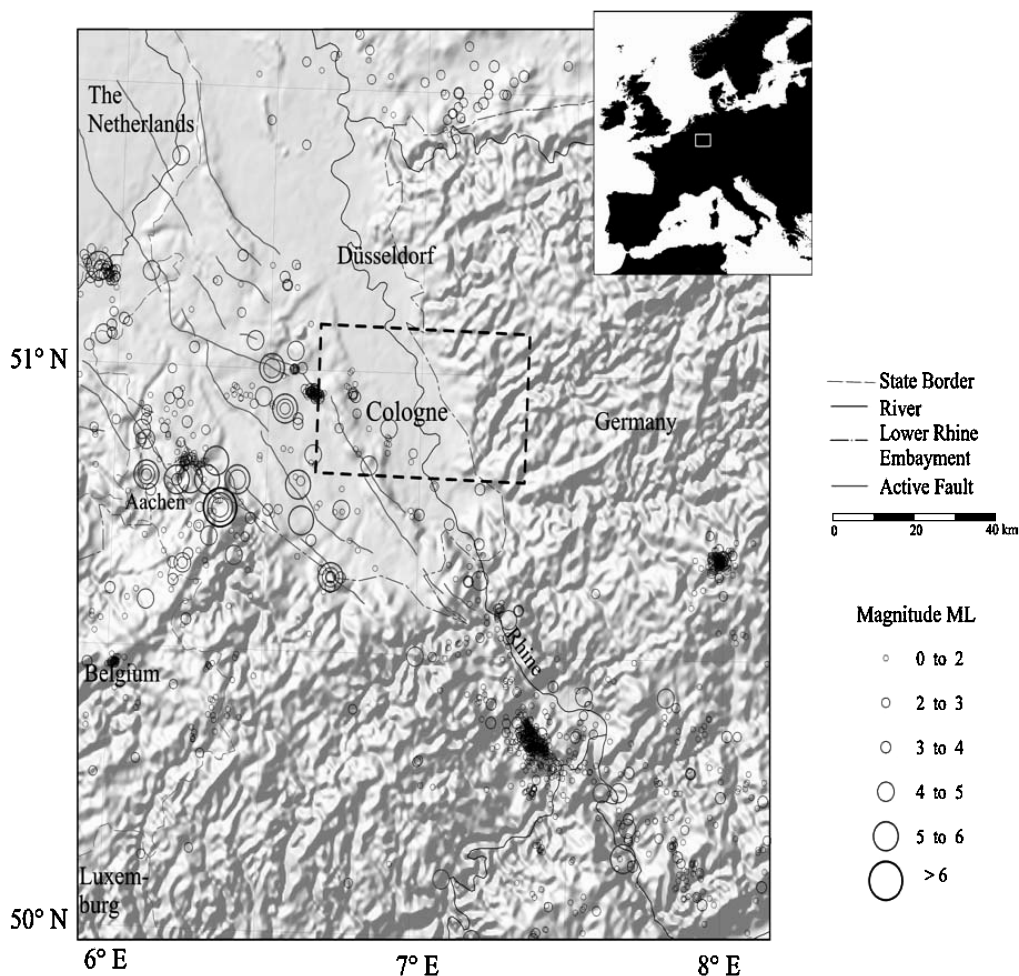 The
Netherlands
Düsseldorf
51° N
Cologne
Germany
Aachen
Rhine
Belgium
Luxem-
burg
50° N
6° E
7° E
8° E
State Border
River
Lower Rhine
Embayment
Active Fault
0 20 40 km
Magnitude ML
0 to 2
2 to 3
3 to 4
4 to 5
5 to 6
> 6